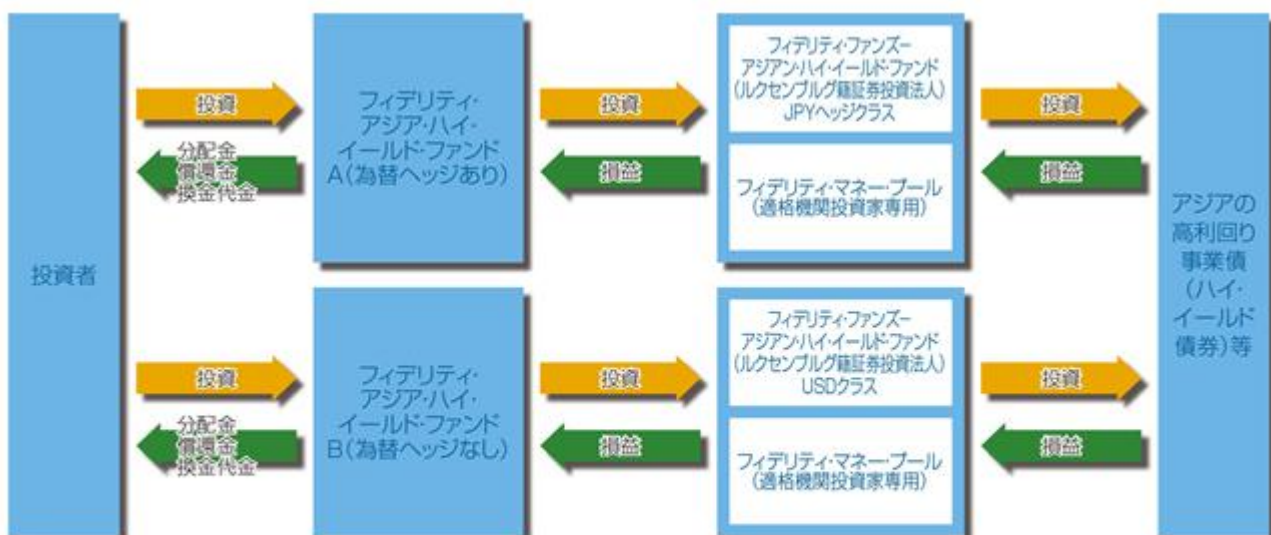 投資者
投資
分配金
償還金
換金代金
フィデリティ・
アジア・ハイ・
イールド・ファンド
A(為替ヘッジあり)
投資
損益
フィデリティ・ファンズー
アジアン・ハイ・イールド・ファンド
(ルクセンブルグ籍証券投資法人)
JPYヘッジクラス
フィデリティ・マネー・プール
(適格機関投資家専用)
投資
損益
投資
分配金
償還金
換金代金
フィデリティ・
アジア・ハイ・
イールド・ファンド
B(為替ヘッジなし)
投資
損益
フィデリティ・ファンズー
アジアン・ハイ・イールド・ファンド
(ルクセンブルグ籍証券投資法人)
USDクラス
フィデリティ・マネー・プール
(適格機関投資家専用)
投資
損益
アジアの
高利回り
事業債
(ハイ・
イールド
債券)等